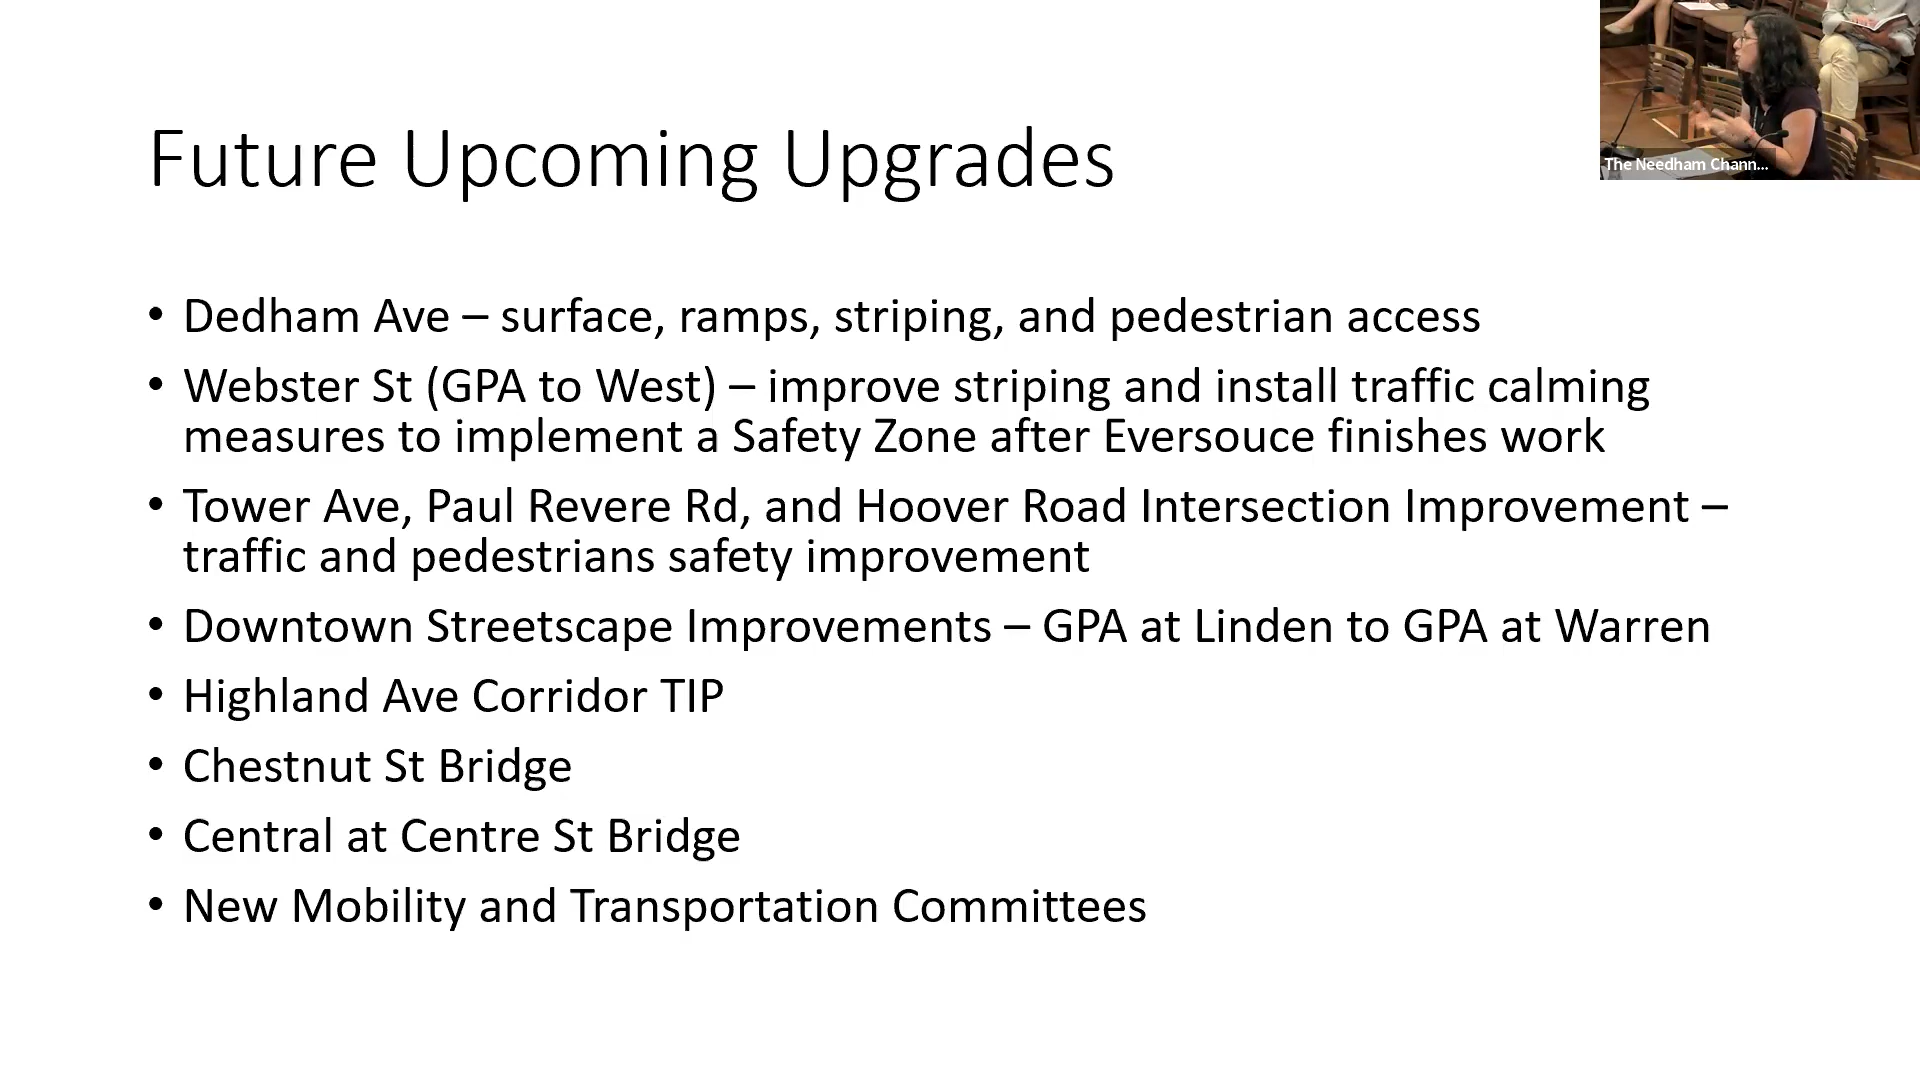 The Needham Chann...
Future Upcoming Upgrades
• Dedham Ave – surface, ramps, striping, and pedestrian access
• Webster St (GPA to West) – improve striping and install traffic calming
measures to implement a Safety Zone after Eversouce finishes work
• Tower Ave, Paul Revere Rd, and Hoover Road Intersection Improvement –
traffic and pedestrians safety improvement
• Downtown Streetscape Improvements – GPA at Linden to GPA at Warren
• Highland Ave Corridor TIP
• Chestnut St Bridge
• Central at Centre St Bridge
• New Mobility and Transportation Committees